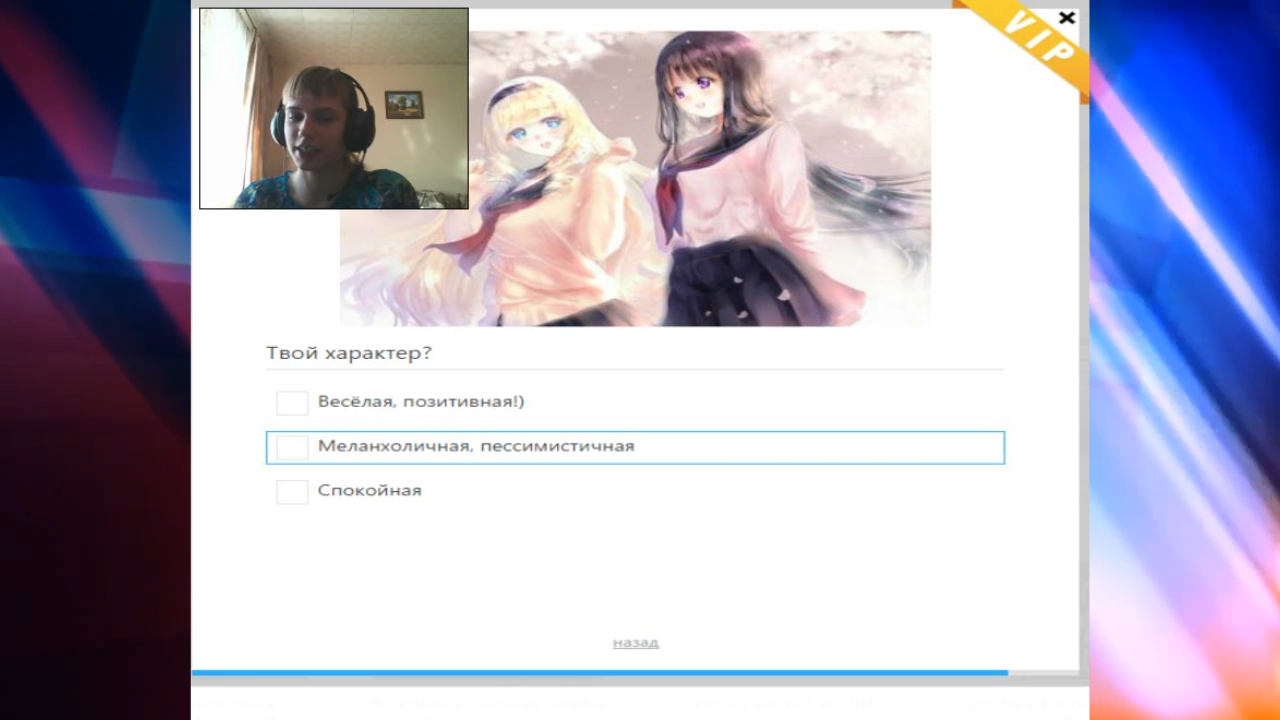 VIP
Твой характер?
Весёлая, позитивная!)
Меланхоличная, пессимистичная
Спокойная
назад